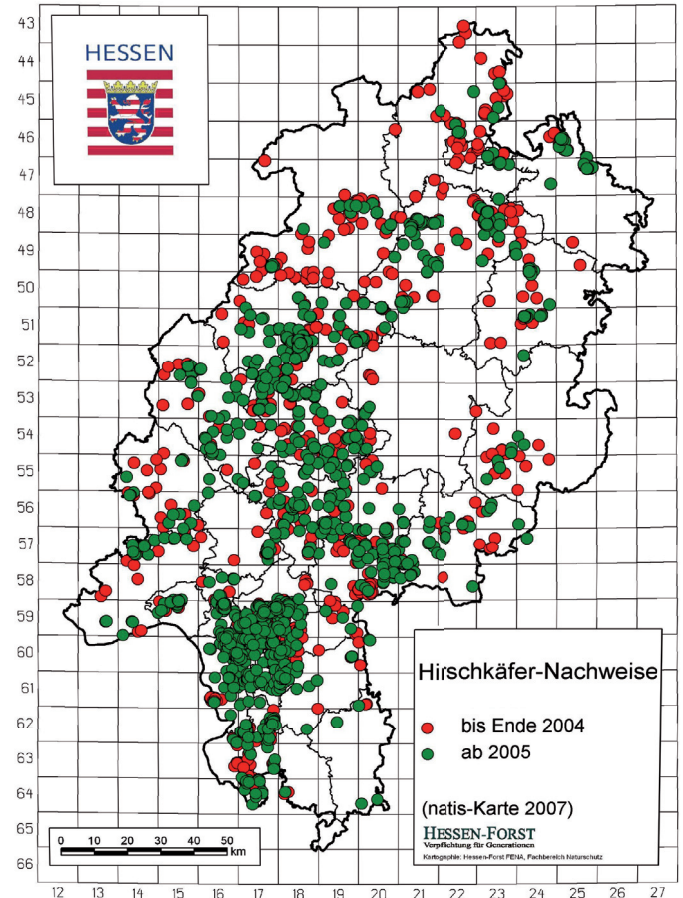 43
HESSEN
44
45
46
47
48
49
50
51
52
53
54
55
56
57
58
59
60
61
62
63
64
65
66
Hirschkäfer-Nachweise
bis Ende 2004
ab 2005
(natis-Karte 2007)
HESSEN-FORST
Verpflichtung für Generationen
Kartographie: Hessen-Forst FENA, Fachbereich Naturschutz
0 10 20 30 40 50
km
12 13 14 15 16 17 18 19 20 21 22 23 24 25 26 27